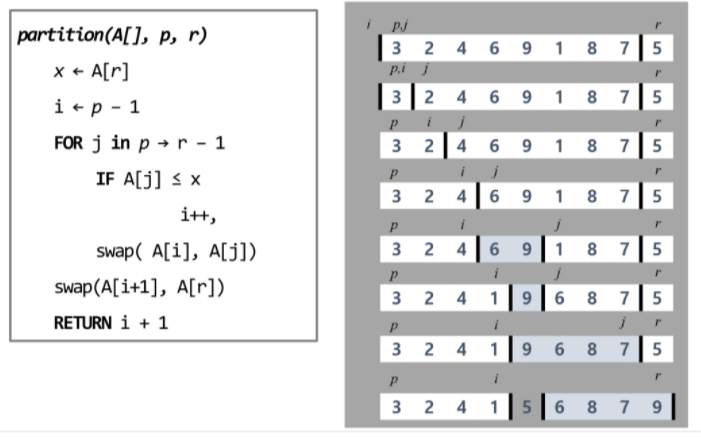 partition(A[], p, r)
x ← A[r]
i ← p - 1
FOR j in p → r - 1
IF A[j] ≤ x
i++,
swap( A[i], A[j])
swap(A[i+1], A[r])
RETURN i + 1
i p,j r
3 2 4 6 9 1 8 7 5
p,i j r
3 2 4 6 9 1 8 7 5
p i j r
3 2 4 6 9 1 8 7 5
p i j r
3 2 4 6 9 1 8 7 5
p i j r
3 2 4 6 9 1 8 7 5
p i j r
3 2 4 1 9 6 8 7 5
p i j r
3 2 4 1 9 6 8 7 5
p i r
3 2 4 1 5 6 8 7 9